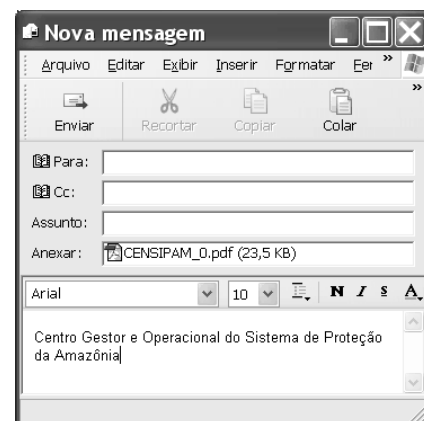 Nova mensagem
Arquivo Editar Exibir Inserir Formatar Fer »
Enviar Recortar Copiar Colar »
Para:
Cc:
Assunto:
Anexar: CENSIPAM_0.pdf (23,5 KB)
Arial 10 N I s A
Centro Gestor e Operacional do Sistema de Proteção
da Amazônia